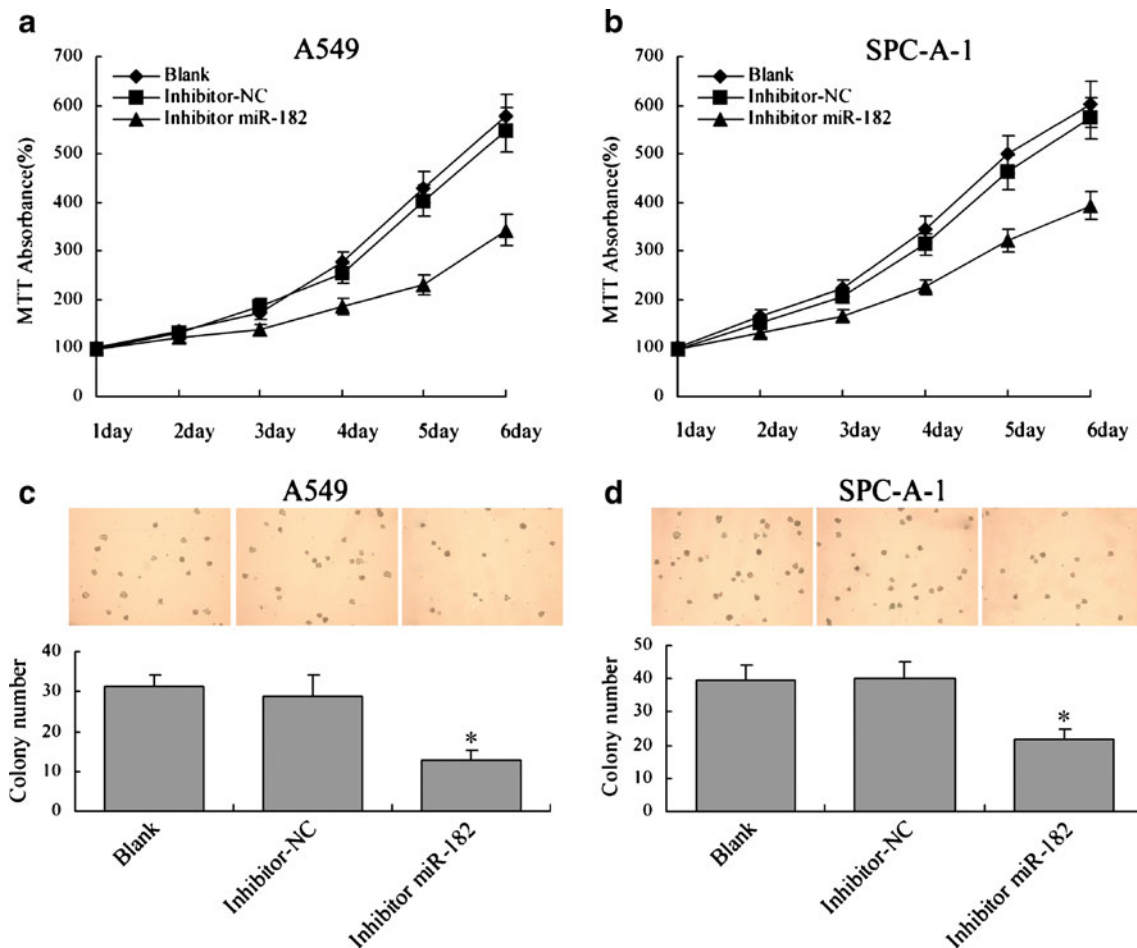 a
A549
700
600
500
400
300
200
100
0
MTT Absorbance(%)
Blank
Inhibitor-NC
Inhibitor miR-182
1day 2day 3day 4day 5day 6day
b
SPC-A-1
700
600
500
400
300
200
100
0
MTT Absorbance(%)
Blank
Inhibitor-NC
Inhibitor miR-182
1day 2day 3day 4day 5day 6day
c
A549
40
30
20
10
0
Colony number
*
Blank
Inhibitor-NC
Inhibitor miR-182
d
SPC-A-1
50
40
30
20
10
0
Colony number
*
Blank
Inhibitor-NC
Inhibitor miR-182